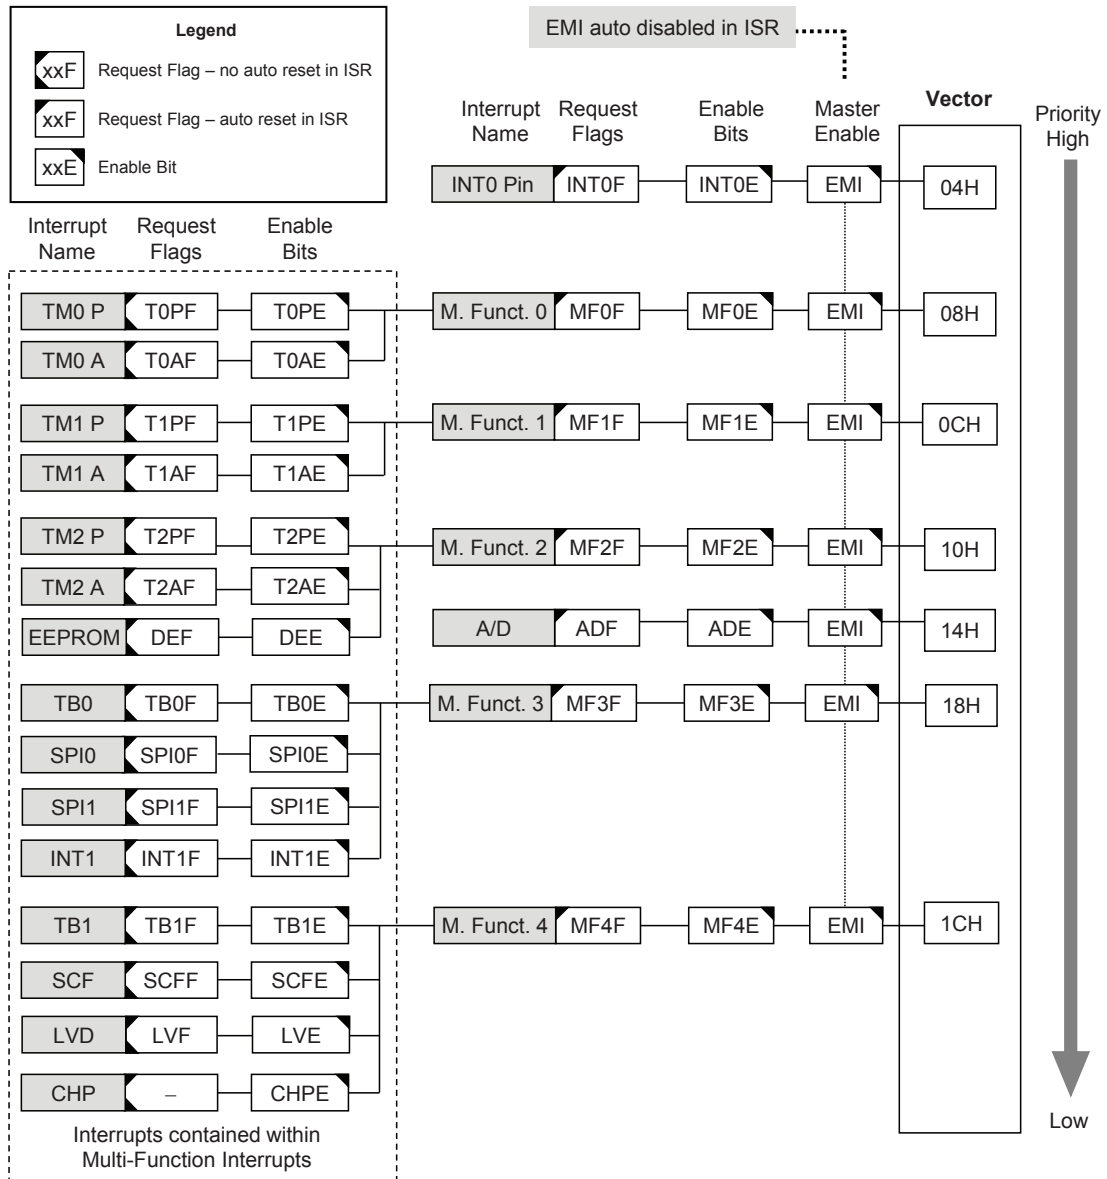 Legend
xxF Request Flag – no auto reset in ISR
xxF Request Flag – auto reset in ISR
xxE Enable Bit
EMI auto disabled in ISR
Interrupt Name Request Flags Enable Bits Master Enable Vector Priority High
INT0 Pin INT0F INT0E EMI 04H
Interrupt Name Request Flags Enable Bits
TM0 P T0PF T0PE M. Funct. 0 MF0F MF0E EMI 08H
TM0 A T0AF T0AE
TM1 P T1PF T1PE M. Funct. 1 MF1F MF1E EMI 0CH
TM1 A T1AF T1AE
TM2 P T2PF T2PE M. Funct. 2 MF2F MF2E EMI 10H
TM2 A T2AF T2AE
EEPROM DEF DEE A/D ADF ADE EMI 14H
TB0 TB0F TB0E M. Funct. 3 MF3F MF3E EMI 18H
SPI0 SPI0F SPI0E
SPI1 SPI1F SPI1E
INT1 INT1F INT1E
TB1 TB1F TB1E M. Funct. 4 MF4F MF4E EMI 1CH
SCF SCFF SCFE
LVD LVF LVE
CHP – CHPE
Low
Interrupts contained within
Multi-Function Interrupts